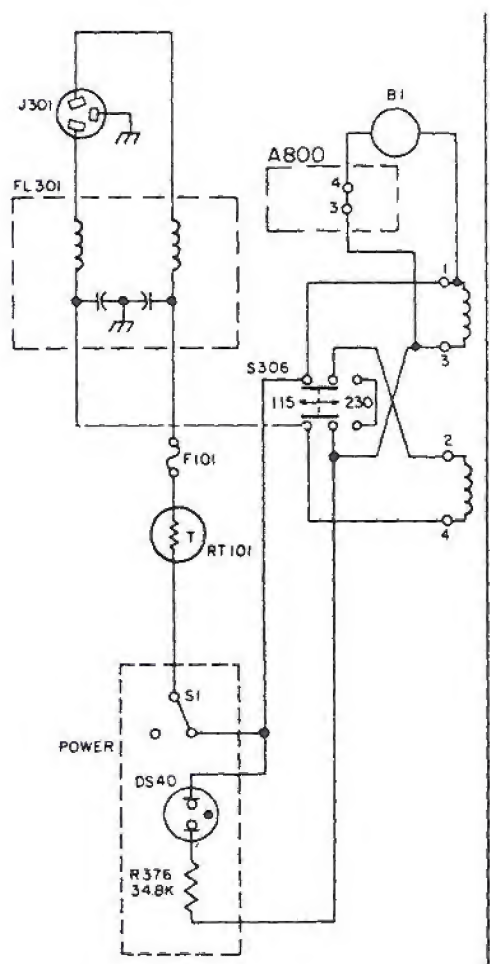 J301
B1
A800
4
3
FL301
1
3
S306
115
230
2
4
F101
T
RT101
S1
POWER
DS40
R376
34.8K